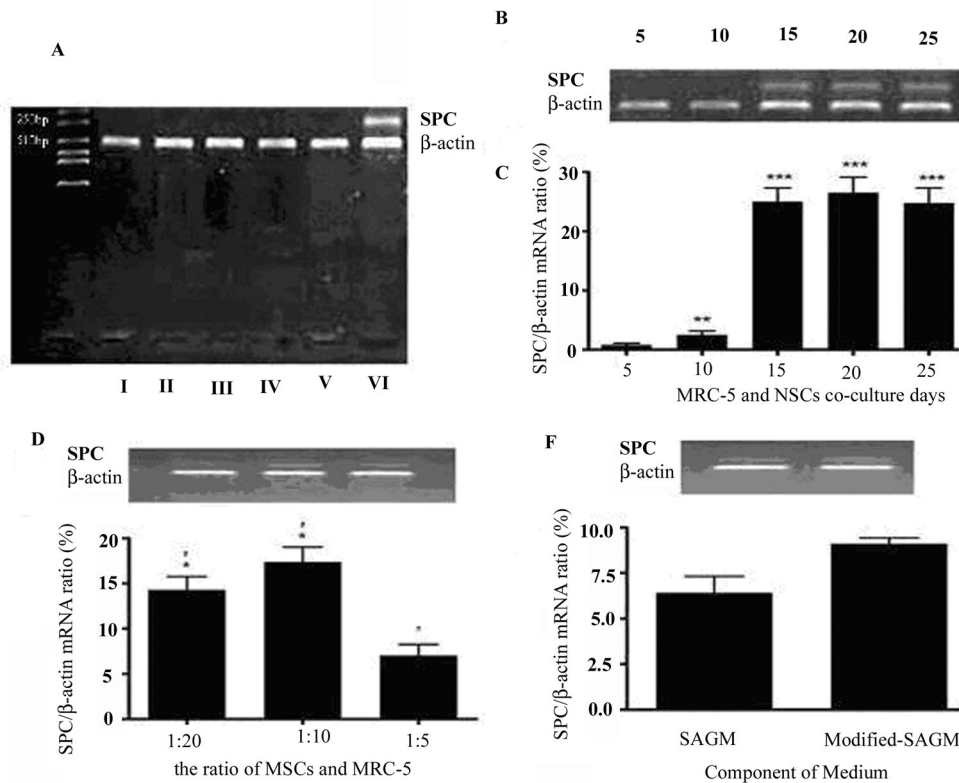 A
SPC
β-actin
I II III IV V VI
B
5 10 15 20 25
SPC
β-actin
C
SPC/β-actin mRNA ratio (%)
30
20
10
0
**
***
***
***
5 10 15 20 25
MRC-5 and NSCs co-culture days
D
SPC
β-actin
SPC/β-actin mRNA ratio (%)
20
15
10
5
0
1:20 1:10 1:5
the ratio of MSCs and MRC-5
F
SPC
β-actin
SPC/β-actin mRNA ratio (%)
10.0
7.5
5.0
2.5
0.0
SAGM Modified-SAGM
Component of Medium